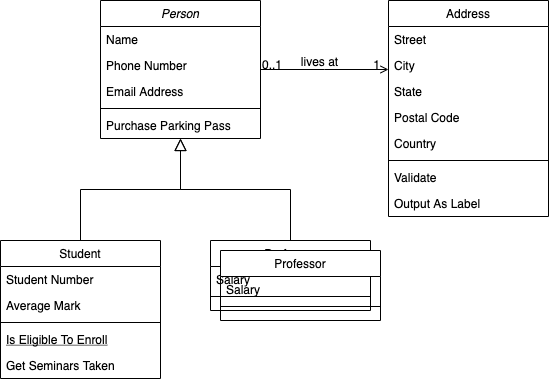 Person
Name
Phone Number
Email Address
Purchase Parking Pass
0..1
lives at
1
Address
Street
City
State
Postal Code
Country
Validate
Output As Label
Student
Student Number
Average Mark
Is Eligible To Enroll
Get Seminars Taken
Salary
Professor
Salary